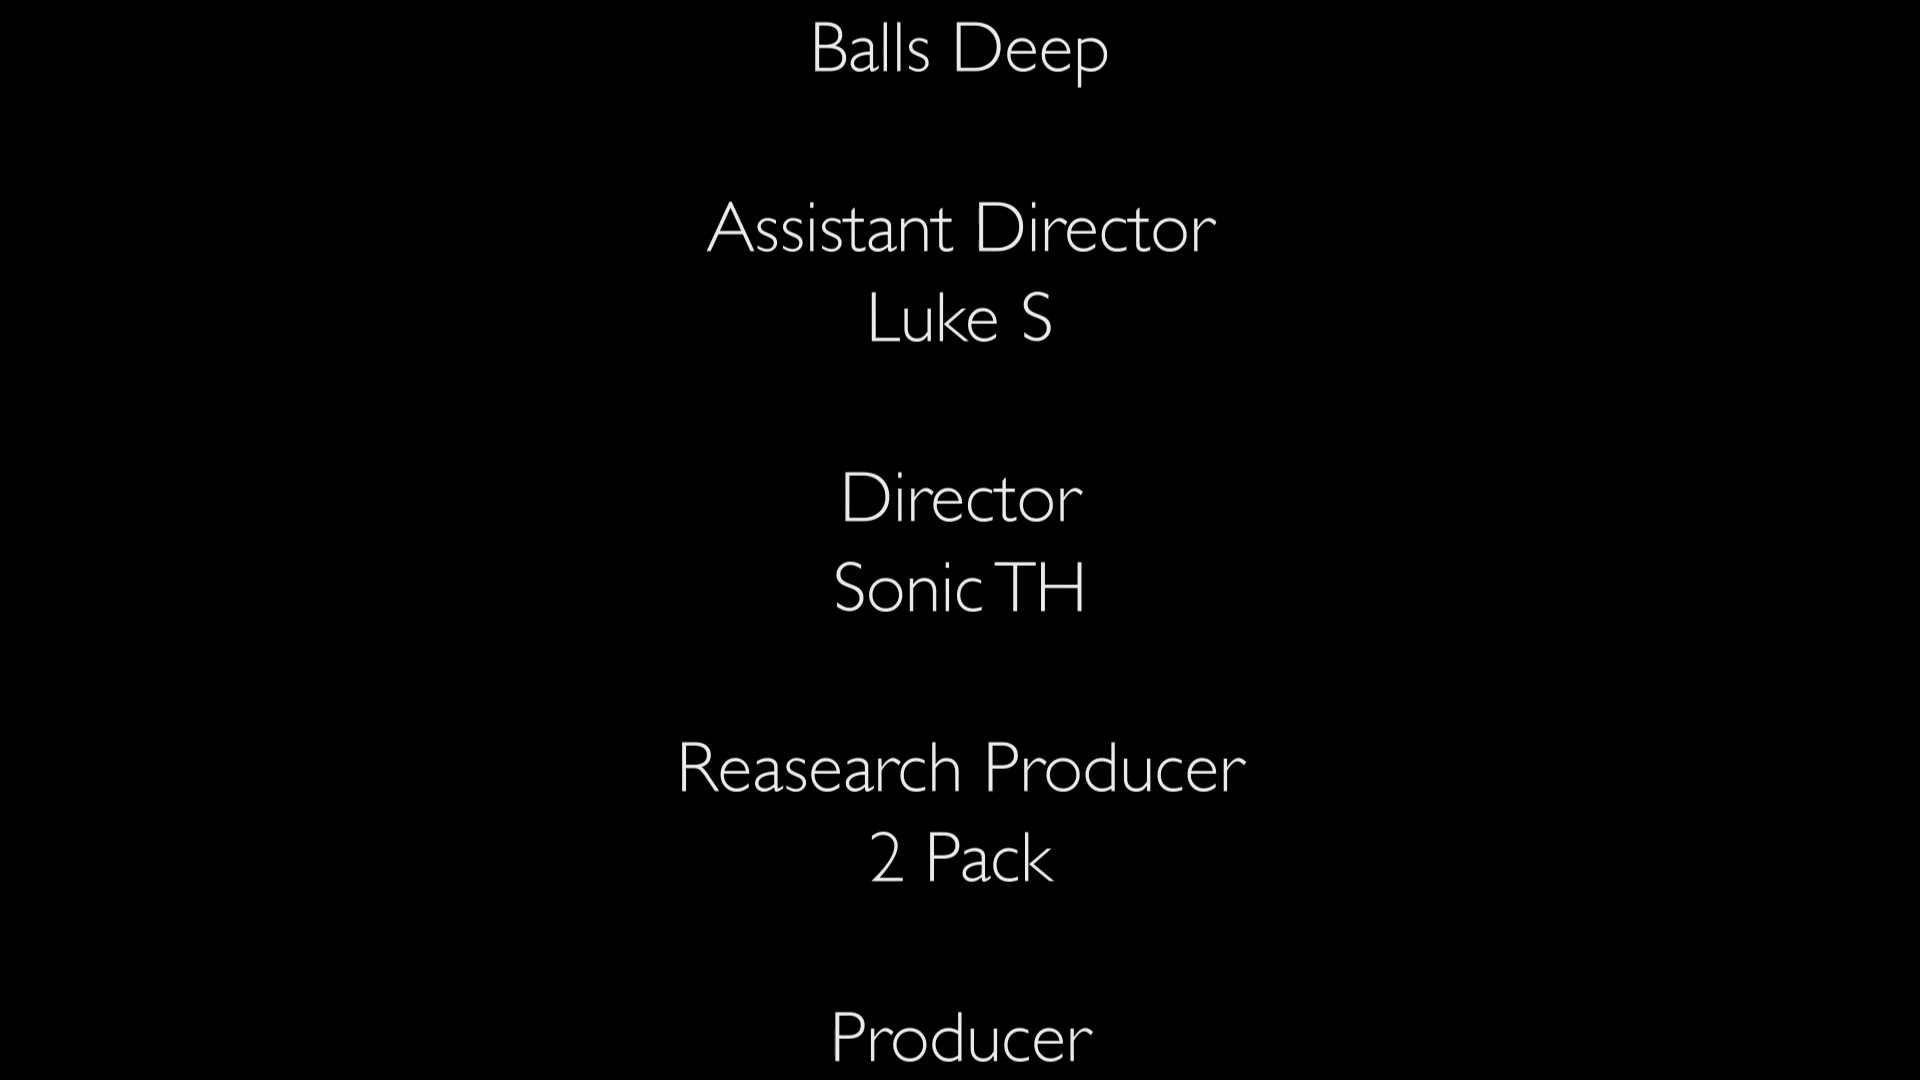 Balls Deep
Assistant Director
Luke S
Director
Sonic TH
Reasearch Producer
2 Pack
Producer